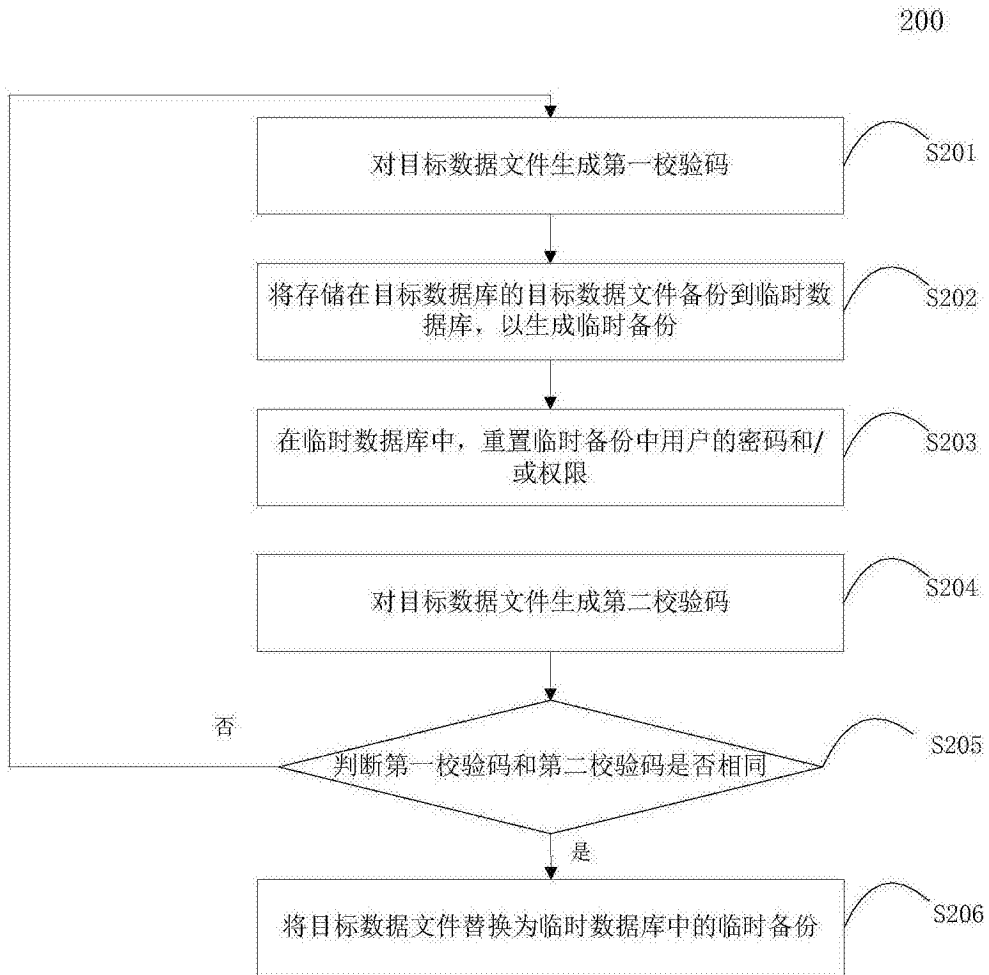 200
对目标数据文件生成第一校验码
S201
将存储在目标数据库的目标数据文件备份到临时数
据库，以生成临时备份
S202
在临时数据库中，重置临时备份中用户的密码和/
或权限
S203
对目标数据文件生成第二校验码
S204
否
判断第一校验码和第二校验码是否相同
S205
是
将目标数据文件替换为临时数据库中的临时备份
S206